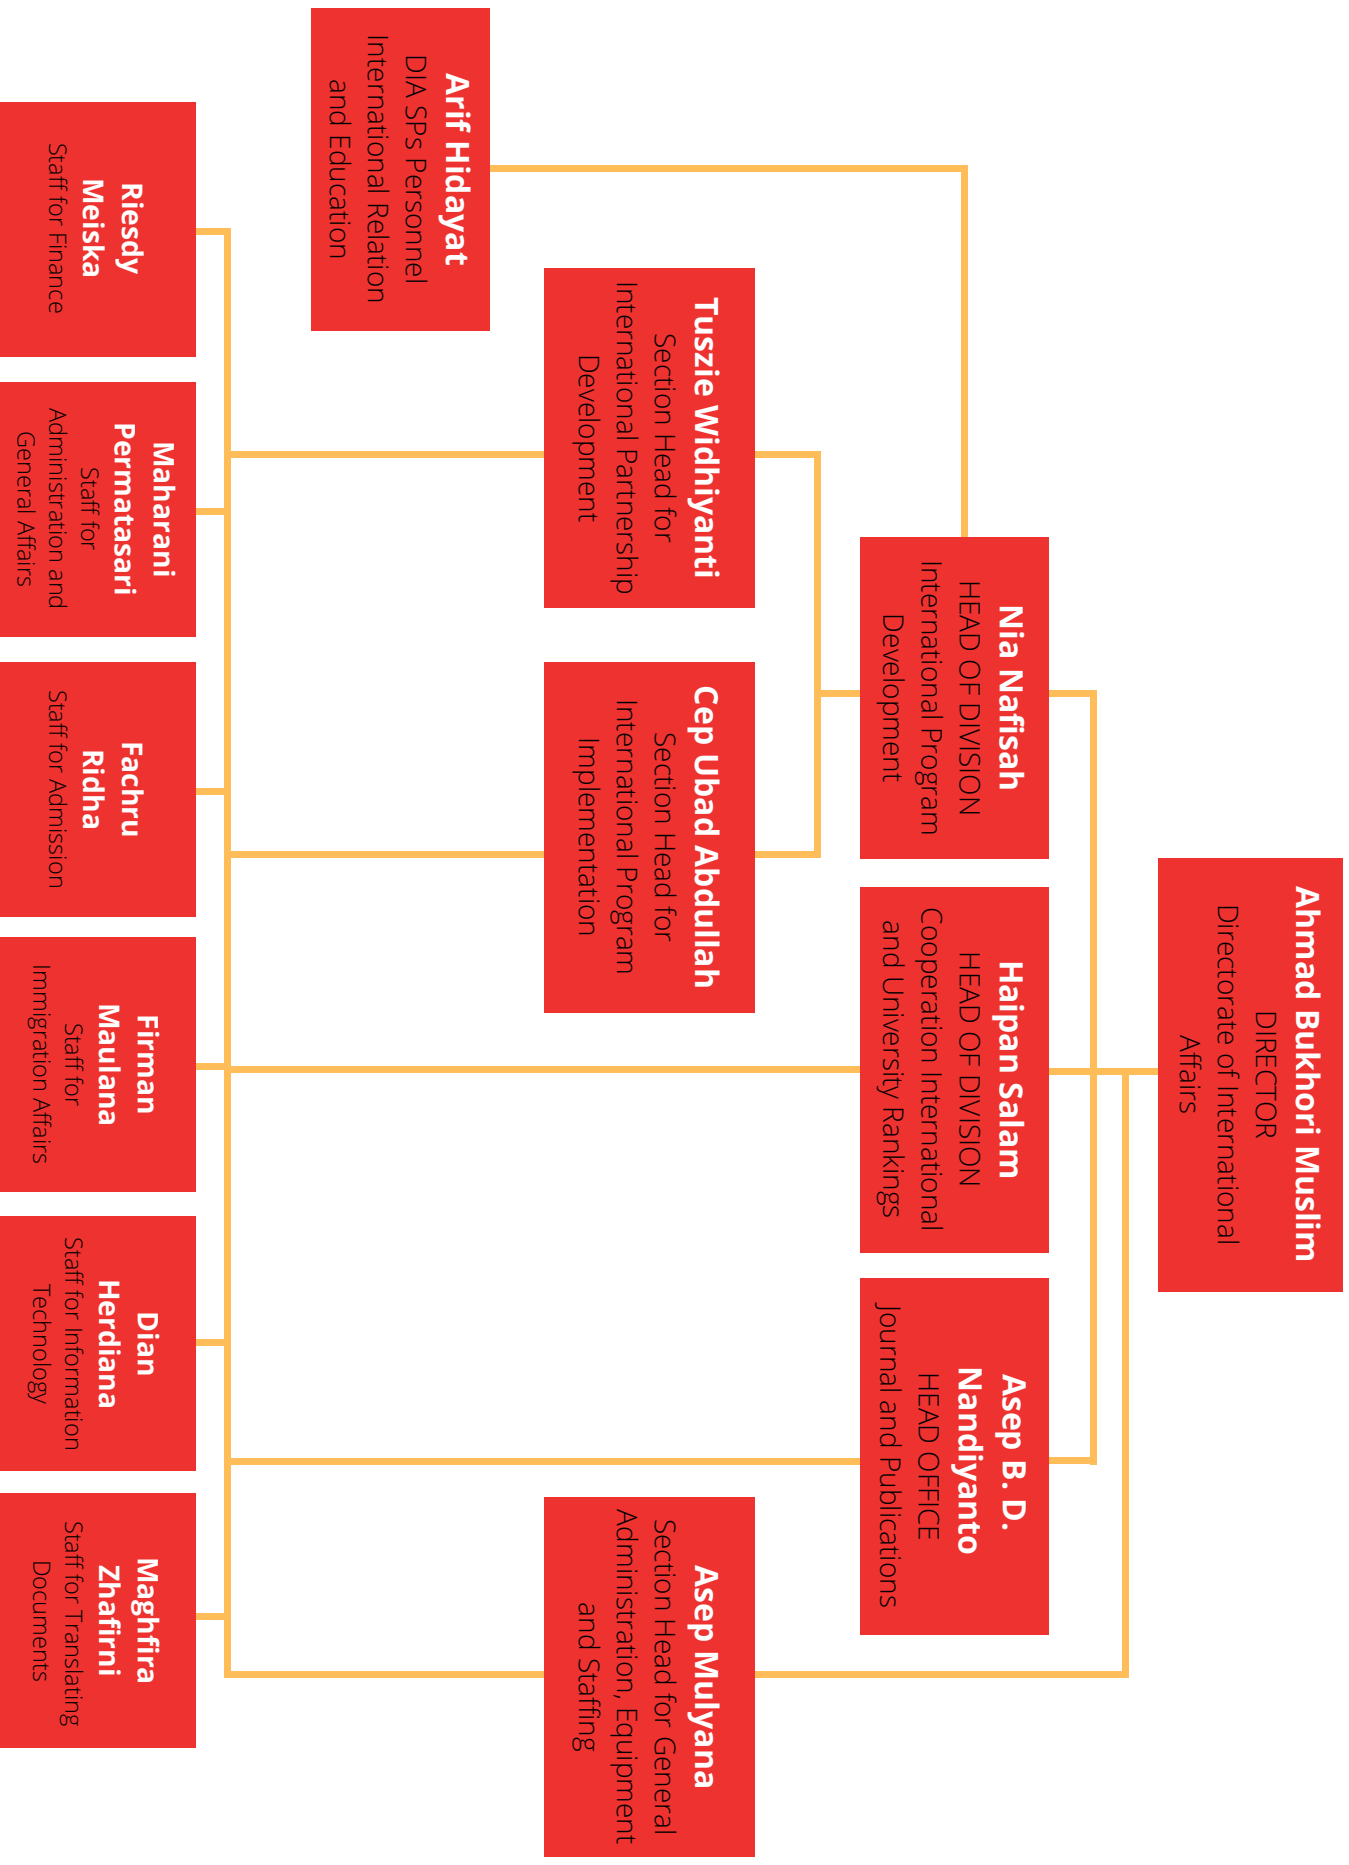 Ahmad Bukhori Muslim
DIRECTOR
Directorate of International
Affairs
Nia Nafisah
HEAD OF DIVISION
International Program
Development
Haipan Salam
HEAD OF DIVISION
Cooperation International
and University Rankings
Asep B. D.
Nandiyanto
HEAD OFFICE
Journal and Publications
Tuszie Widhiyanti
Section Head for
International Partnership
Development
Cep Ubad Abdullah
Section Head for
International Program
Implementation
Asep Mulyana
Section Head for General
Administration, Equipment
and Staffing
Arif Hidayat
DIA SPs Personnel
International Relation
and Education
Riesdy
Meiska
Staff for Finance
Maharani
Permatasari
Staff for
Administration and
General Affairs
Fachru
Ridha
Staff for Admission
Firman
Maulana
Staff for
Immigration Affairs
Dian
Herdiana
Staff for Information
Technology
Maghfira
Zhafirni
Staff for Translating
Documents